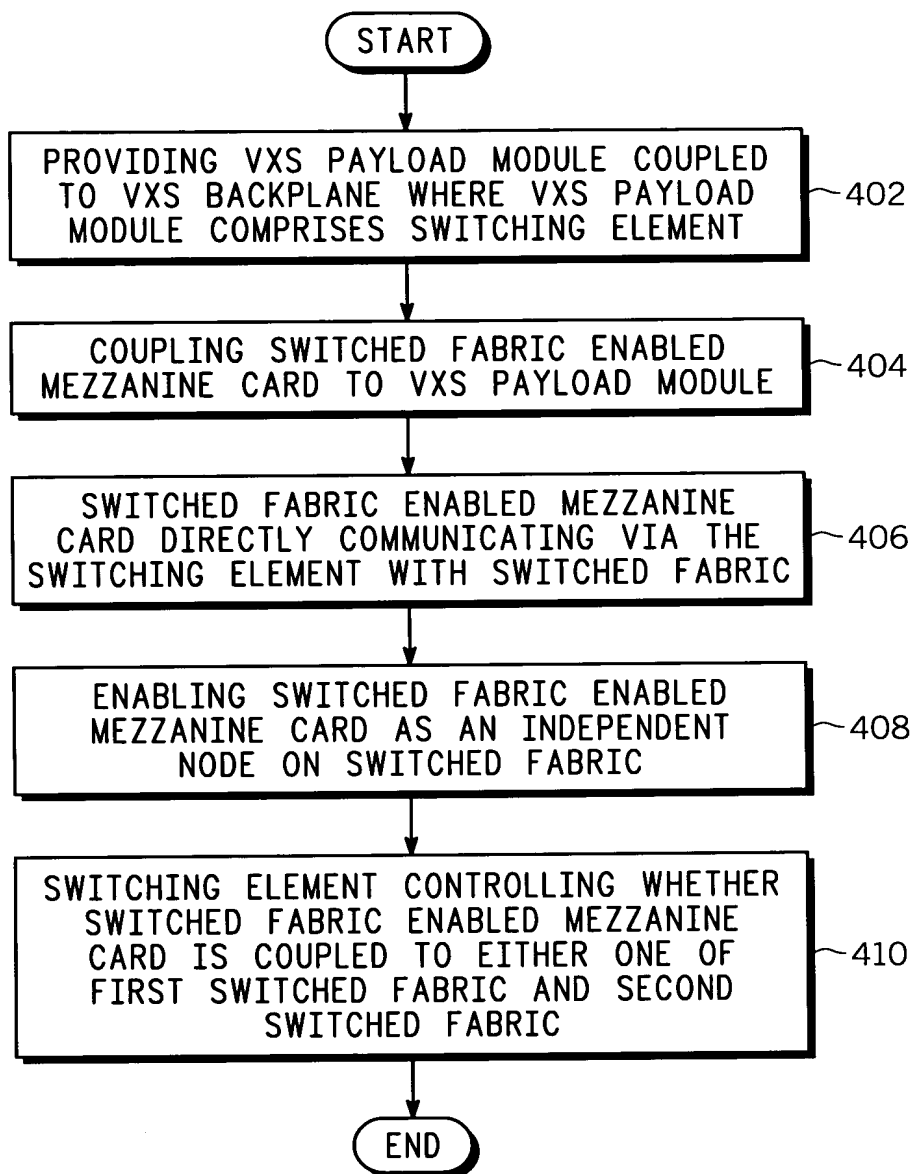 START
PROVIDING VXS PAYLOAD MODULE COUPLED
TO VXS BACKPLANE WHERE VXS PAYLOAD
MODULE COMPRISES SWITCHING ELEMENT
402
COUPLING SWITCHED FABRIC ENABLED
MEZZANINE CARD TO VXS PAYLOAD MODULE
404
SWITCHED FABRIC ENABLED MEZZANINE
CARD DIRECTLY COMMUNICATING VIA THE
SWITCHING ELEMENT WITH SWITCHED FABRIC
406
ENABLING SWITCHED FABRIC ENABLED
MEZZANINE CARD AS AN INDEPENDENT
NODE ON SWITCHED FABRIC
408
SWITCHING ELEMENT CONTROLLING WHETHER
SWITCHED FABRIC ENABLED MEZZANINE
CARD IS COUPLED TO EITHER ONE OF
FIRST SWITCHED FABRIC AND SECOND
SWITCHED FABRIC
410
END